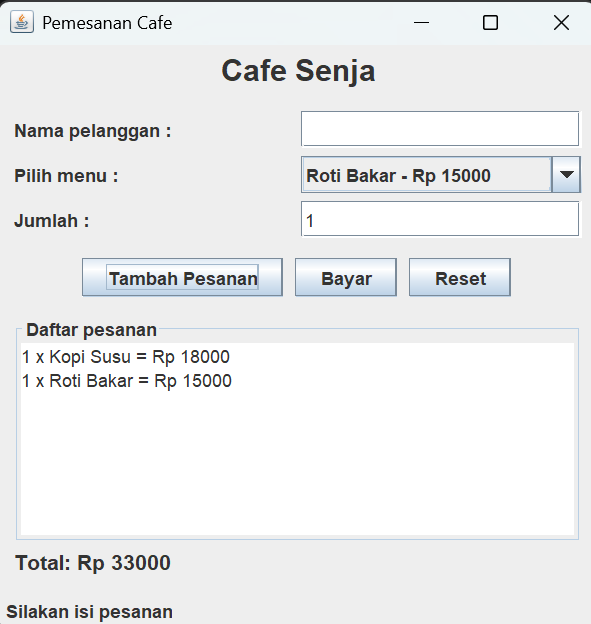 Pemesanan Cafe
Cafe Senja
Nama pelanggan :
Pilih menu : Roti Bakar - Rp 15000
Jumlah : 1
Tambah Pesanan Bayar Reset
Daftar pesanan
1 x Kopi Susu = Rp 18000
1 x Roti Bakar = Rp 15000
Total: Rp 33000
Silakan isi pesanan